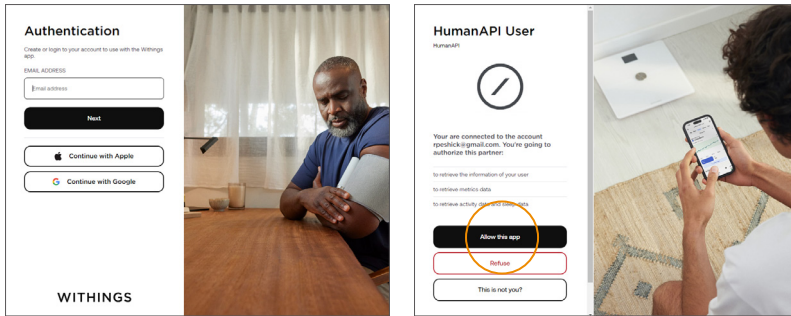 Authentication
Create or login to your account to use with the Withings
app.
EMAIL ADDRESS
Email address
Next
Continue with Apple
Continue with Google
WITHINGS
HumanAPI User
HumanAPI
Your are connected to the account
rpeshick@gmail.com. You're going to
authorize this partner:
to retrieve the information of your user
to retrieve metrics data
to retrieve activity data and sleep data
Allow this app
Refuse
This is not you?